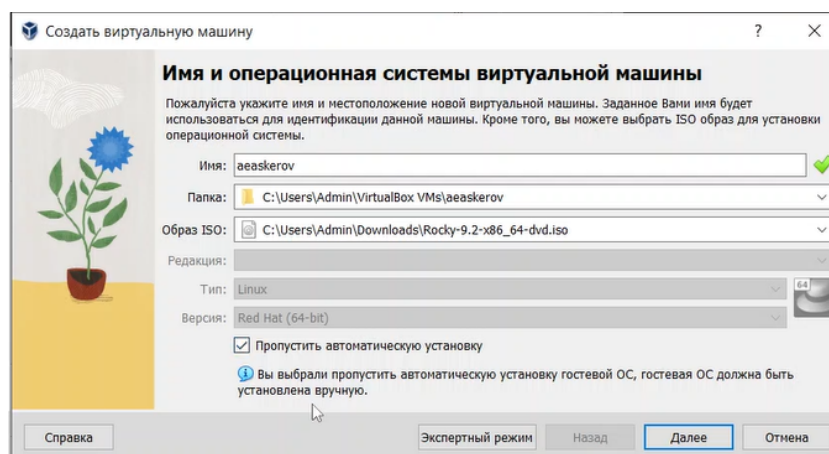 Создать виртуальную машину
Имя и операционная системы виртуальной машины
Пожалуйста укажите имя и местоположение новой виртуальной машины. Заданное Вами имя будет
использоваться для идентификации данной машины. Кроме того, вы можете выбрать ISO образ для установки
операционной системы.
Имя: aeaskerov
Папка: C:\Users\Admin\VirtualBox VMs\aeaskerov
Образ ISO: C:\Users\Admin\Downloads\Rocky-9.2-x86_64-dvd.iso
Редакция:
Тип: Linux
64
Версия: Red Hat (64-bit)
Пропустить автоматическую установку
Вы выбрали пропустить автоматическую установку гостевой ОС, гостевая ОС должна быть
установлена вручную.
Справка Экспертный режим Назад Далее Отмена